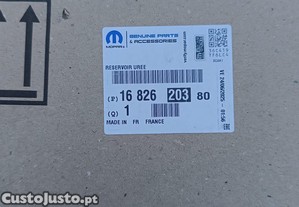 GENUINE PARTS
& ACCESSORIES
MOPAR
RESERVOIR UREE
(P) 16 826 203 80
(Q) 1
MADE IN FR FRANCE
CustoJusto.pt